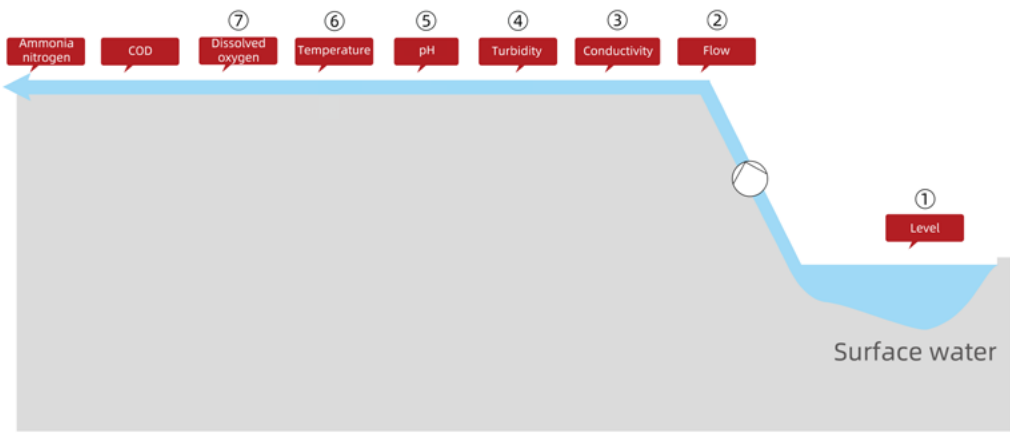 ⑦ ⑥ ⑤ ④ ③ ②
Ammonia
nitrogen
COD
Dissolved
oxygen
Temperature
pH
Turbidity
Conductivity
Flow
①
Level
Surface water